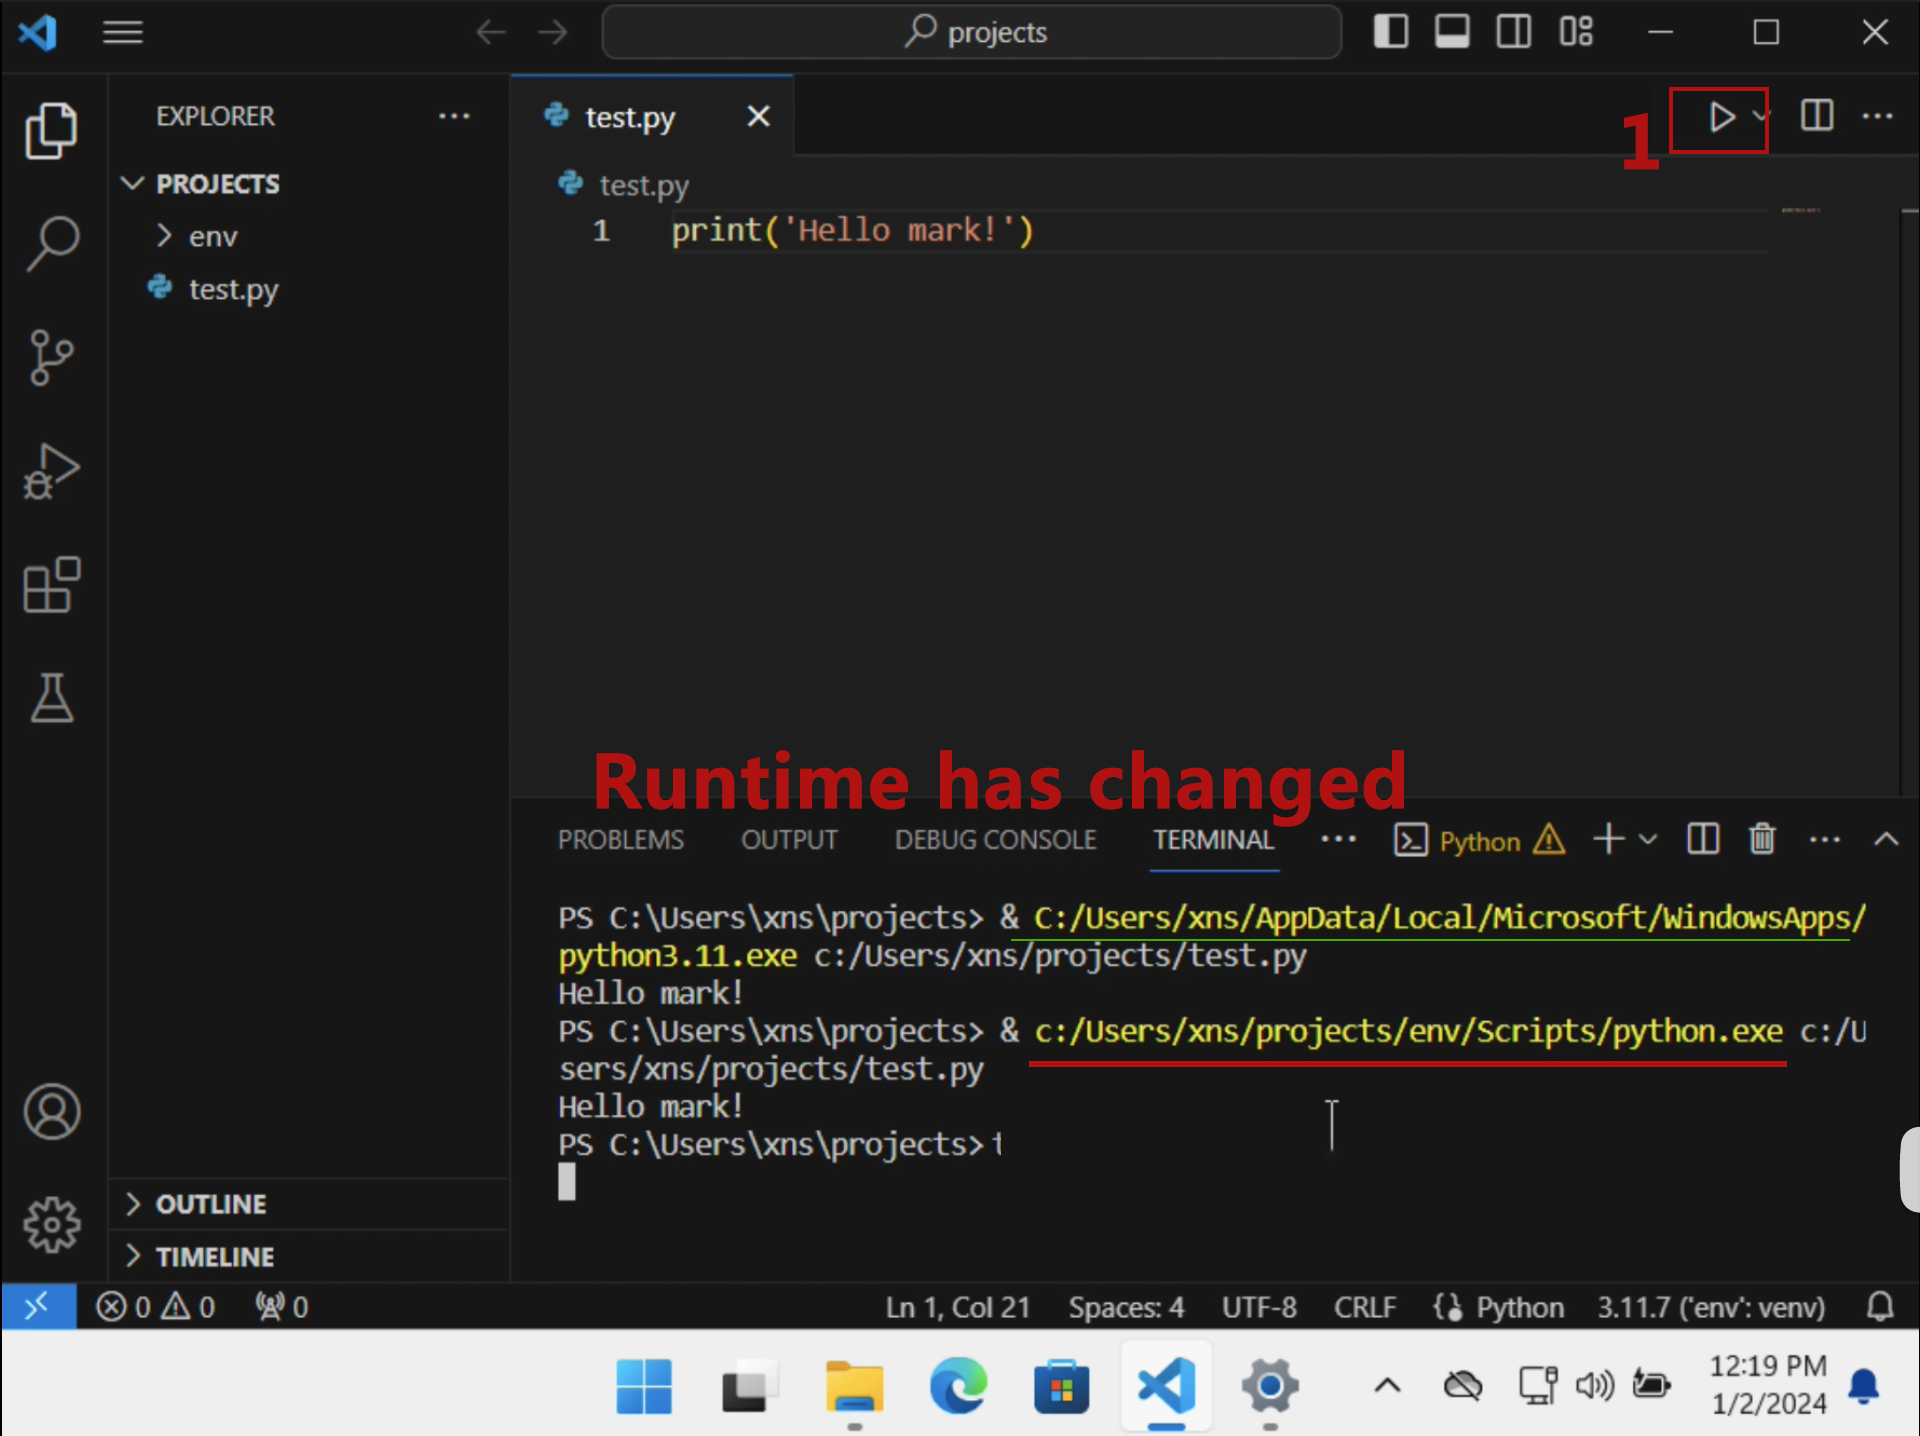 projects
EXPLORER
test.py
1
PROJECTS
env
test.py
test.py
1
print('Hello mark!')
Runtime has changed
PROBLEMS OUTPUT DEBUG CONSOLE TERMINAL Python
PS C:\Users\xns\projects> & C:/Users/xns/AppData/Local/Microsoft/WindowsApps/
python3.11.exe c:/Users/xns/projects/test.py
Hello mark!
PS C:\Users\xns\projects> & c:/Users/xns/projects/env/Scripts/python.exe c:/U
sers/xns/projects/test.py
Hello mark!
PS C:\Users\xns\projects> t
OUTLINE
TIMELINE
0 0 0 Ln 1, Col 21 Spaces: 4 UTF-8 CRLF Python 3.11.7 ('env': venv)
12:19 PM
1/2/2024